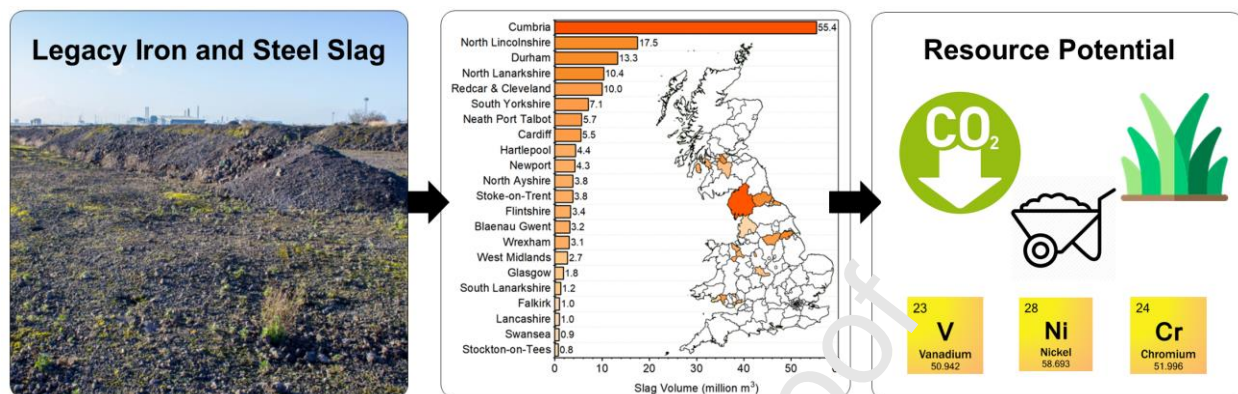 Legacy Iron and Steel Slag
Cumbria 55.4
North Lincolnshire 17.5
Durham 13.3
North Lanarkshire 10.4
Redcar & Cleveland 10.0
South Yorkshire 7.1
Neath Port Talbot 5.7
Cardiff 5.5
Hartlepool 4.4
Newport 4.3
North Ayshire 3.8
Stoke-on-Trent 3.8
Flintshire 3.4
Blaenau Gwent 3.2
Wrexham 3.1
West Midlands 2.7
Glasgow 1.8
South Lanarkshire 1.2
Falkirk 1.0
Lancashire 1.0
Swansea 0.9
Stockton-on-Tees 0.8
0 10 20 30 40 50
Slag Volume (million m³)
Resource Potential
CO₂
23
V
Vanadium
50.942
28
Ni
Nickel
58.693
24
Cr
Chromium
51.996